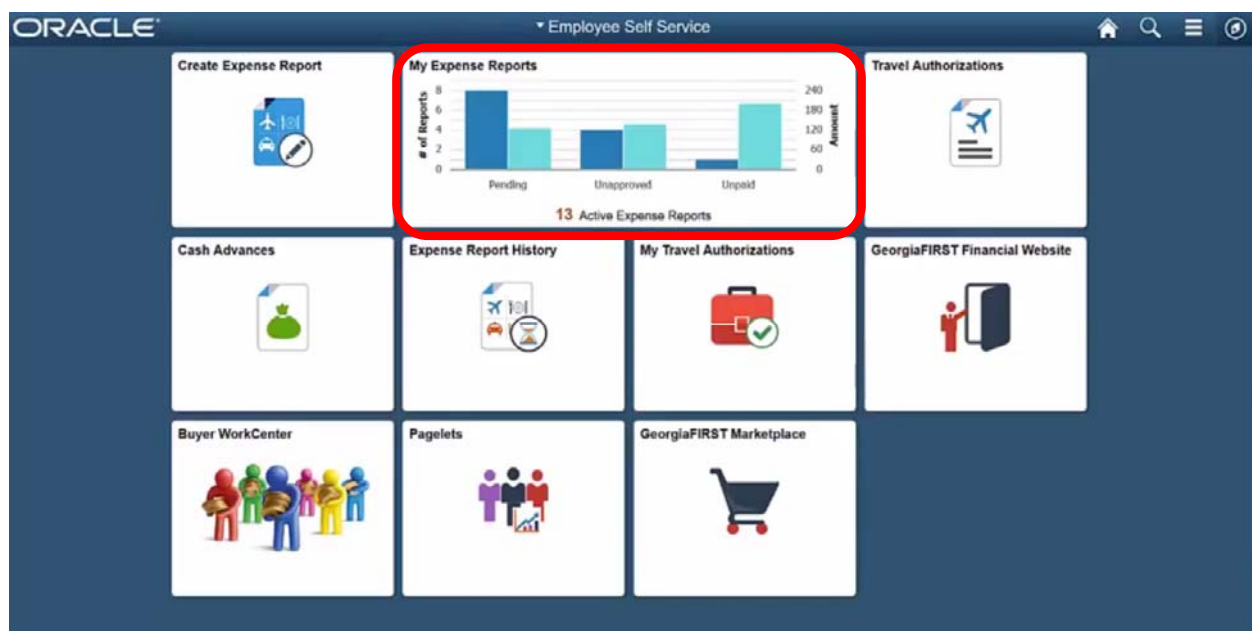 ORACLE
Employee Self Service
Create Expense Report
My Expense Reports
# of Reports
8
6
4
2
0
240
180
120
60
0
Amount
Pending
Unapproved
Unpaid
13 Active Expense Reports
Travel Authorizations
Cash Advances
Expense Report History
My Travel Authorizations
GeorgiaFIRST Financial Website
Buyer WorkCenter
Pagelets
GeorgiaFIRST Marketplace